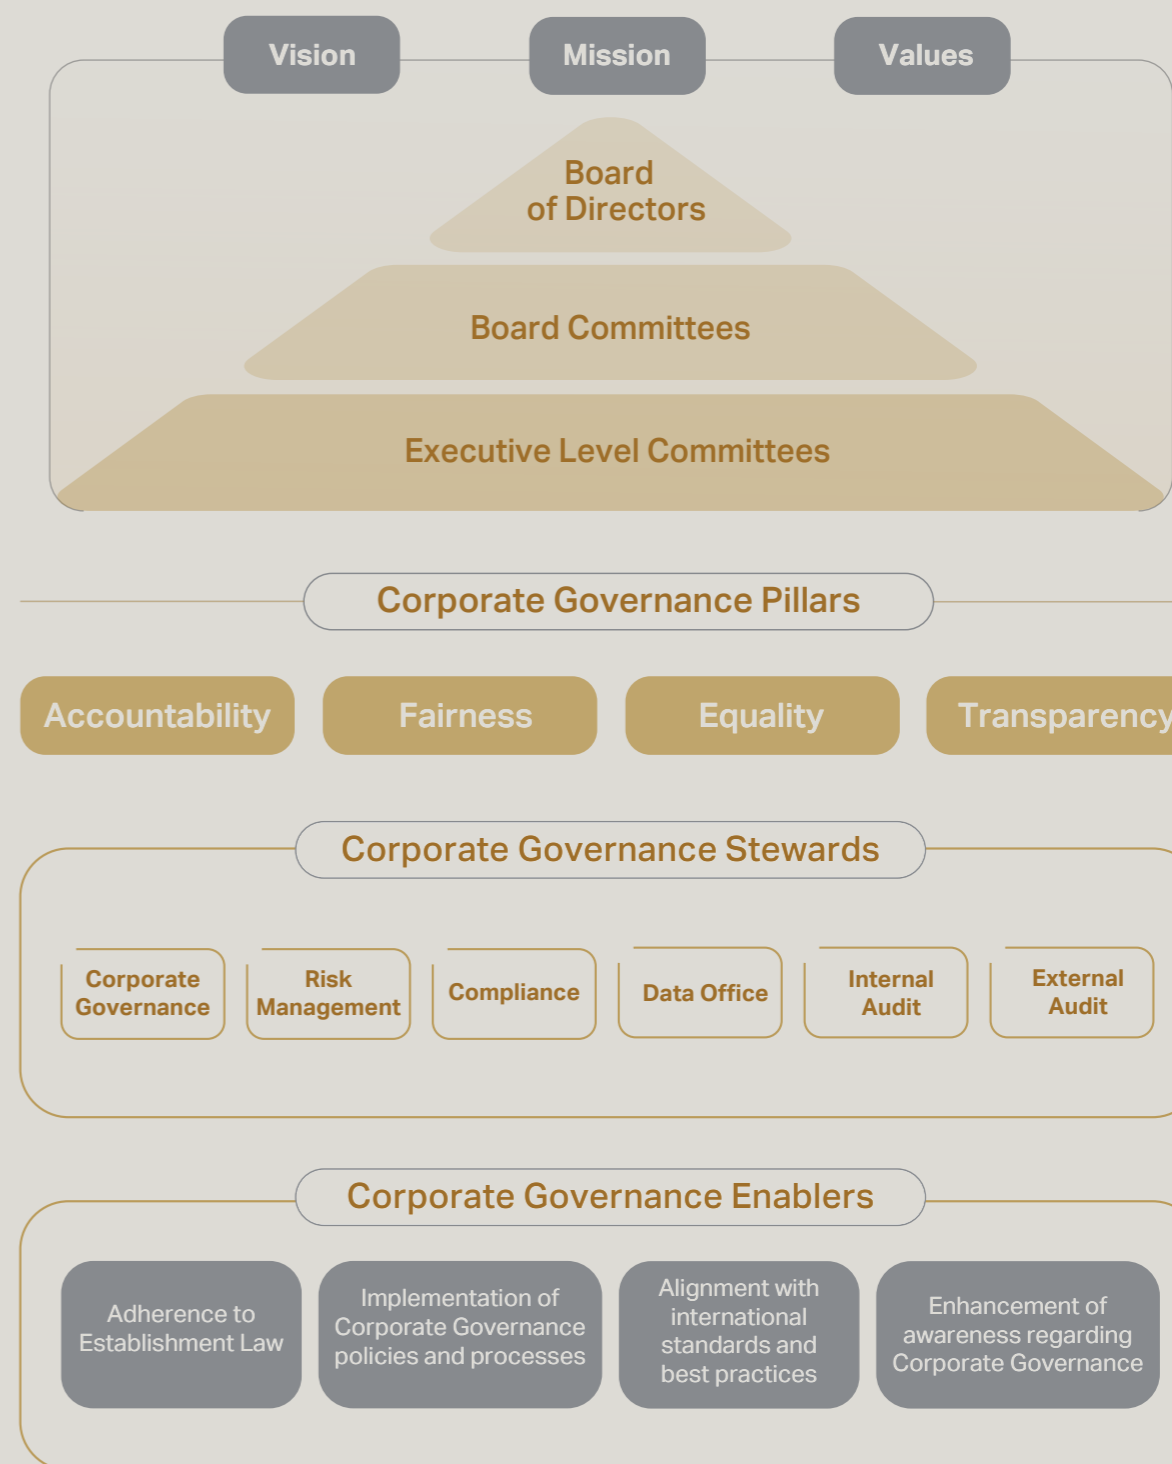 Vision
Mission
Values
Board
of Directors
Board Committees
Executive Level Committees
Corporate Governance Pillars
Accountability
Fairness
Equality
Transparency
Corporate Governance Stewards
Corporate
Governance
Risk
Management
Compliance
Data Office
Internal
Audit
External
Audit
Corporate Governance Enablers
Adherence to
Establishment Law
Implementation of
Corporate Governance
policies and processes
Alignment with
international
standards and
best practices
Enhancement of
awareness regarding
Corporate Governance